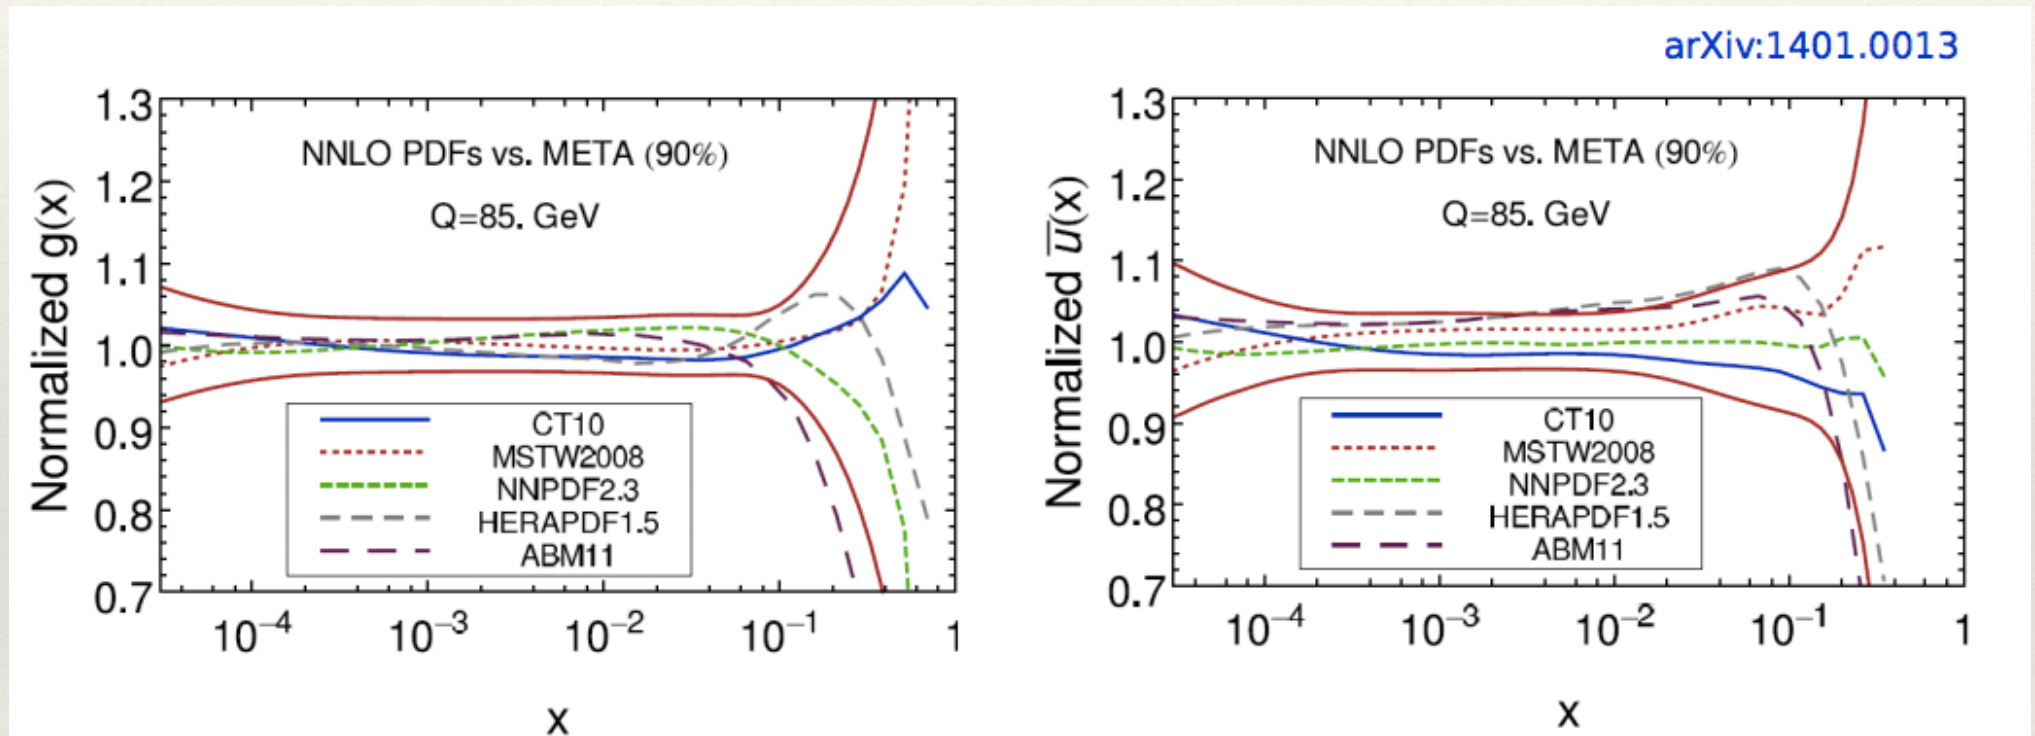 arXiv:1401.0013
Normalized g(x)
1.3
1.2
1.1
1.0
0.9
0.8
0.7
NNLO PDFs vs. META (90%)
Q=85. GeV
CT10
MSTW2008
NNPDF2.3
HERAPDF1.5
ABM11
10⁻⁴ 10⁻³ 10⁻² 10⁻¹ 1
x
Normalized u̅(x)
1.3
1.2
1.1
1.0
0.9
0.8
0.7
NNLO PDFs vs. META (90%)
Q=85. GeV
CT10
MSTW2008
NNPDF2.3
HERAPDF1.5
ABM11
10⁻⁴ 10⁻³ 10⁻² 10⁻¹ 1
x